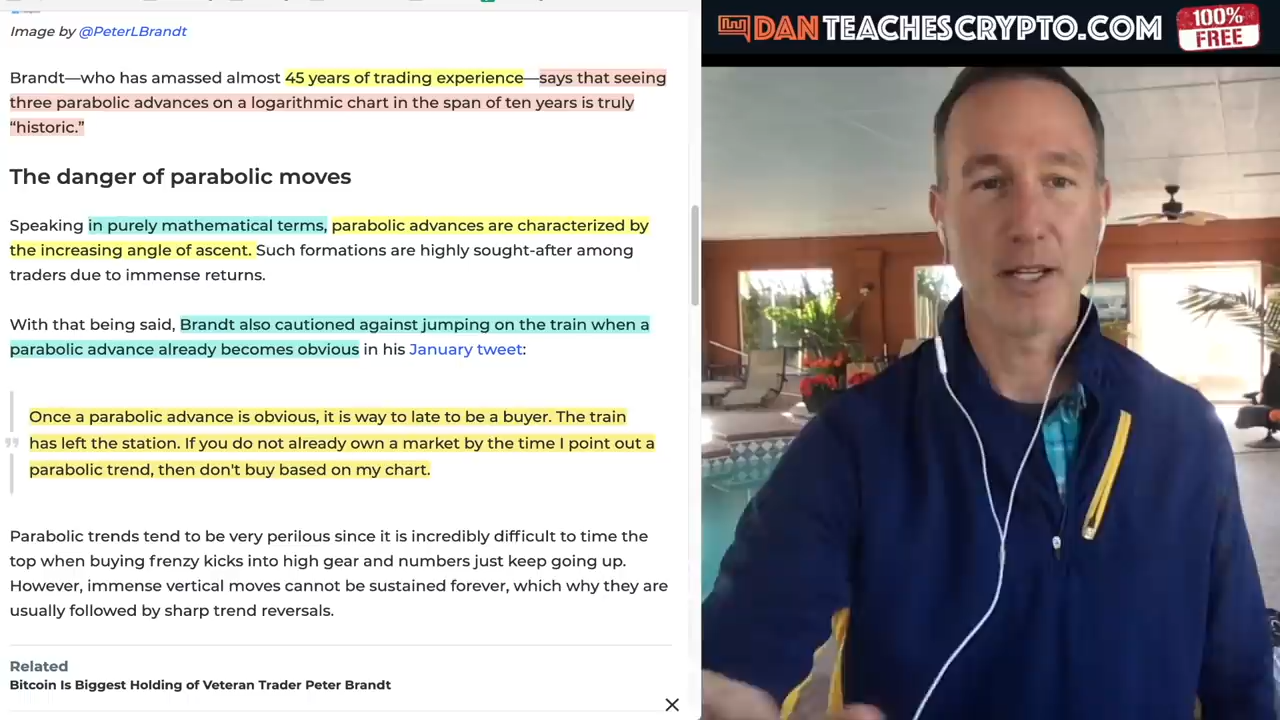 Image by @PeterLBrandt
Brandt—who has amassed almost 45 years of trading experience—says that seeing
three parabolic advances on a logarithmic chart in the span of ten years is truly
“historic.”
The danger of parabolic moves
Speaking in purely mathematical terms, parabolic advances are characterized by
the increasing angle of ascent. Such formations are highly sought-after among
traders due to immense returns.
With that being said, Brandt also cautioned against jumping on the train when a
parabolic advance already becomes obvious in his January tweet:
Once a parabolic advance is obvious, it is way to late to be a buyer. The train
has left the station. If you do not already own a market by the time I point out a
parabolic trend, then don't buy based on my chart.
Parabolic trends tend to be very perilous since it is incredibly difficult to time the
top when buying frenzy kicks into high gear and numbers just keep going up.
However, immense vertical moves cannot be sustained forever, which why they are
usually followed by sharp trend reversals.
Related
Bitcoin Is Biggest Holding of Veteran Trader Peter Brandt
DANTEACHESCRYPTO.COM
100%
FREE